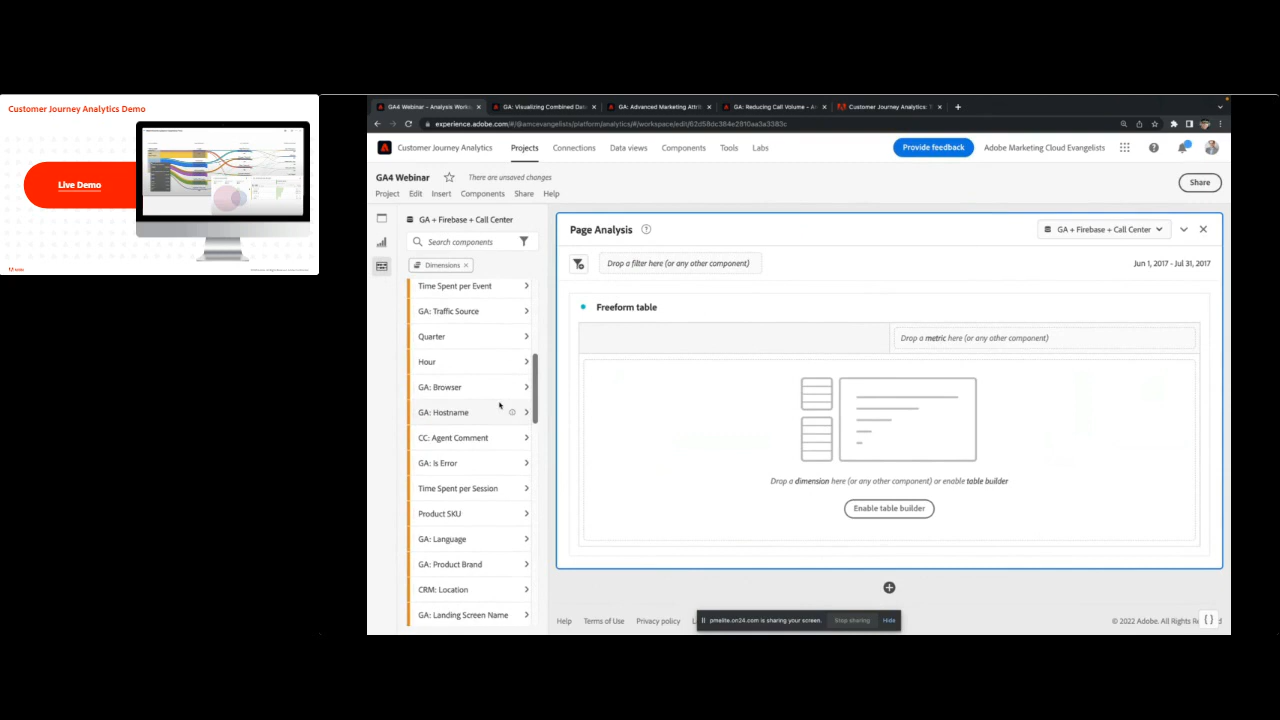 Customer Journey Analytics Demo
Live Demo
Adobe
GA4 Webinar - Analysis Work
GA: Visualizing Combined Dat
GA: Advanced Marketing Attri
GA: Reducing Call Volume - A
Customer Journey Analytics: T
experience.adobe.com/#/@amcevangelists/platform/analytics/#/workspace/edit/62d58dc384e2810aa3a3383c
Customer Journey Analytics
Projects
Connections
Data views
Components
Tools
Labs
Provide feedback
Adobe Marketing Cloud Evangelists
GA4 Webinar
There are unsaved changes
Share
Project Edit Insert Components Share Help
GA + Firebase + Call Center
Search components
Dimensions
Time Spent per Event
GA: Traffic Source
Quarter
Hour
GA: Browser
GA: Hostname
CC: Agent Comment
GA: Is Error
Time Spent per Session
Product SKU
GA: Language
GA: Product Brand
CRM: Location
GA: Landing Screen Name
Page Analysis
GA + Firebase + Call Center
Drop a filter here (or any other component)
Jun 1, 2017 - Jul 31, 2017
Freeform table
Drop a metric here (or any other component)
Drop a dimension here (or any other component) or enable table builder
Enable table builder
pmelite.on24.com is sharing your screen.
Stop sharing
Hide
Help
Terms of Use
Privacy policy
© 2022 Adobe. All Rights